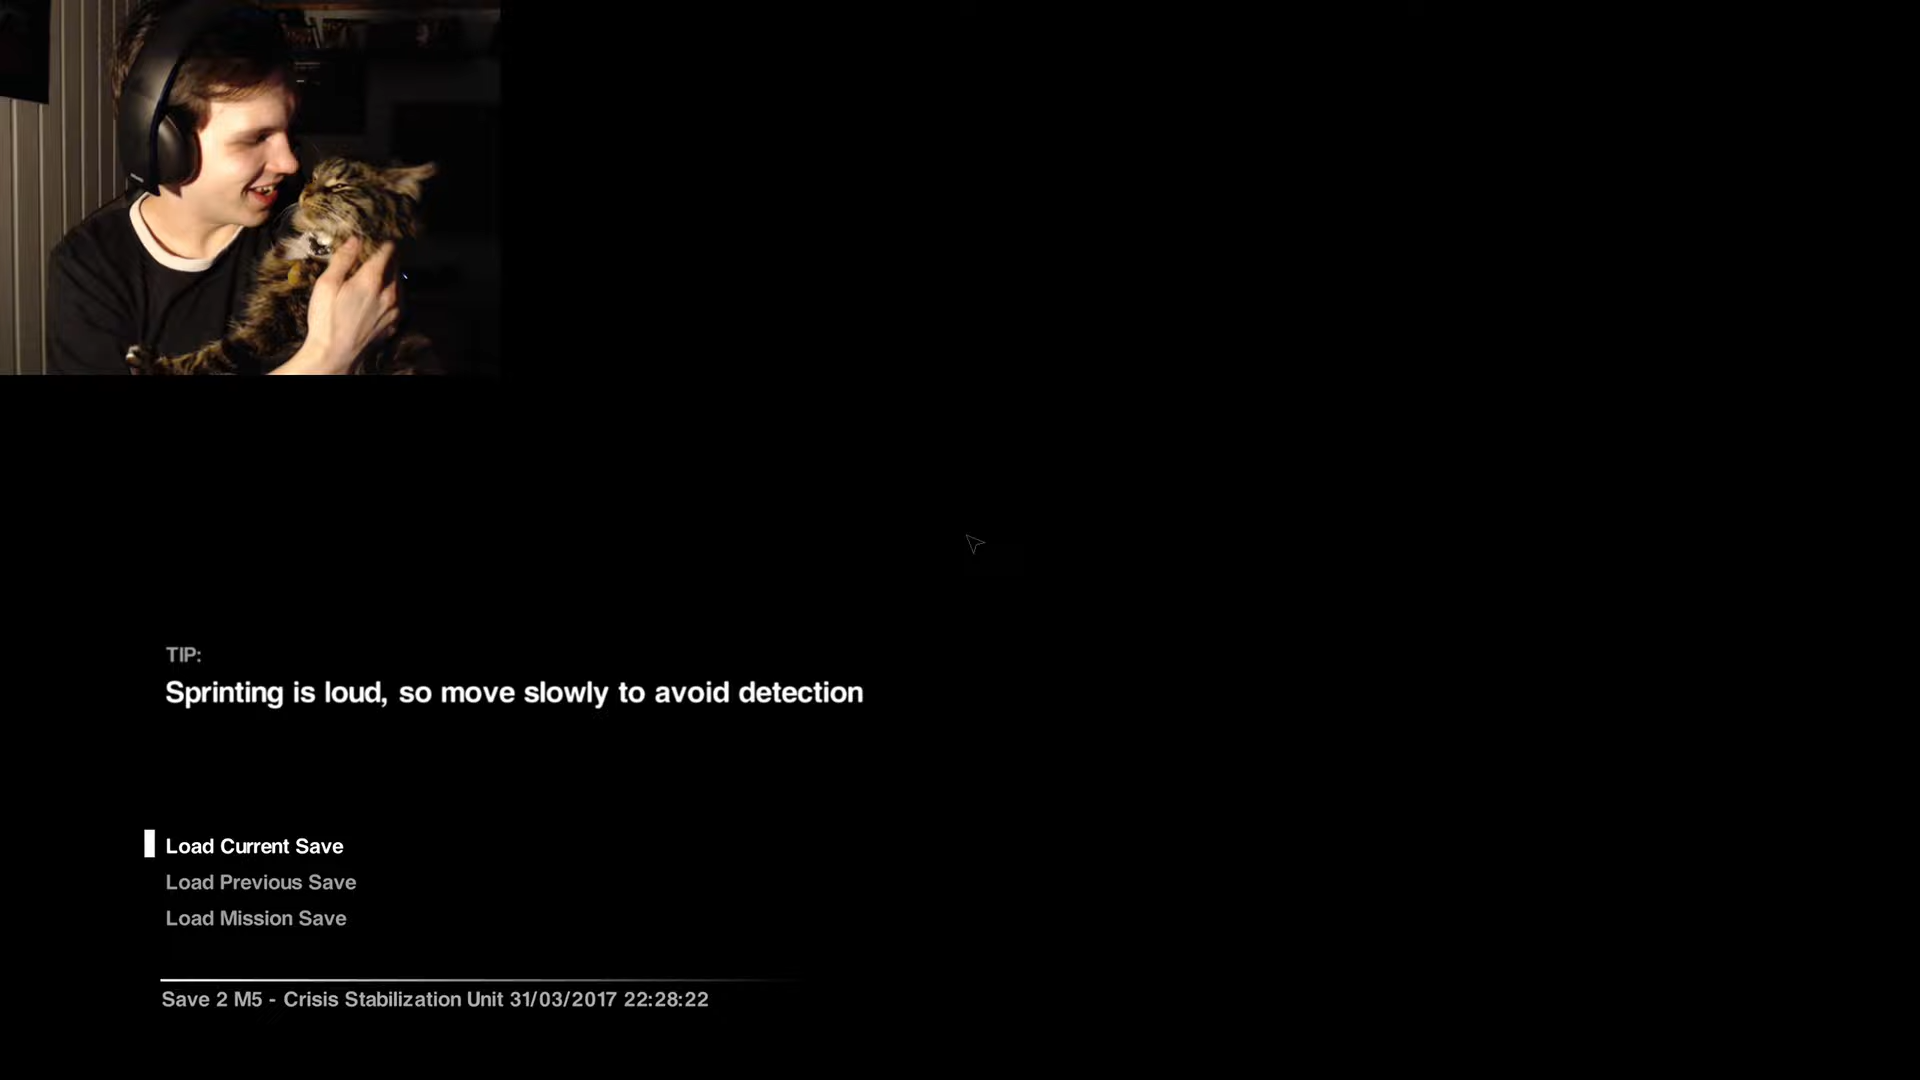 TIP:
Sprinting is loud, so move slowly to avoid detection
Load Current Save
Load Previous Save
Load Mission Save
Save 2 M5 - Crisis Stabilization Unit 31/03/2017 22:28:22